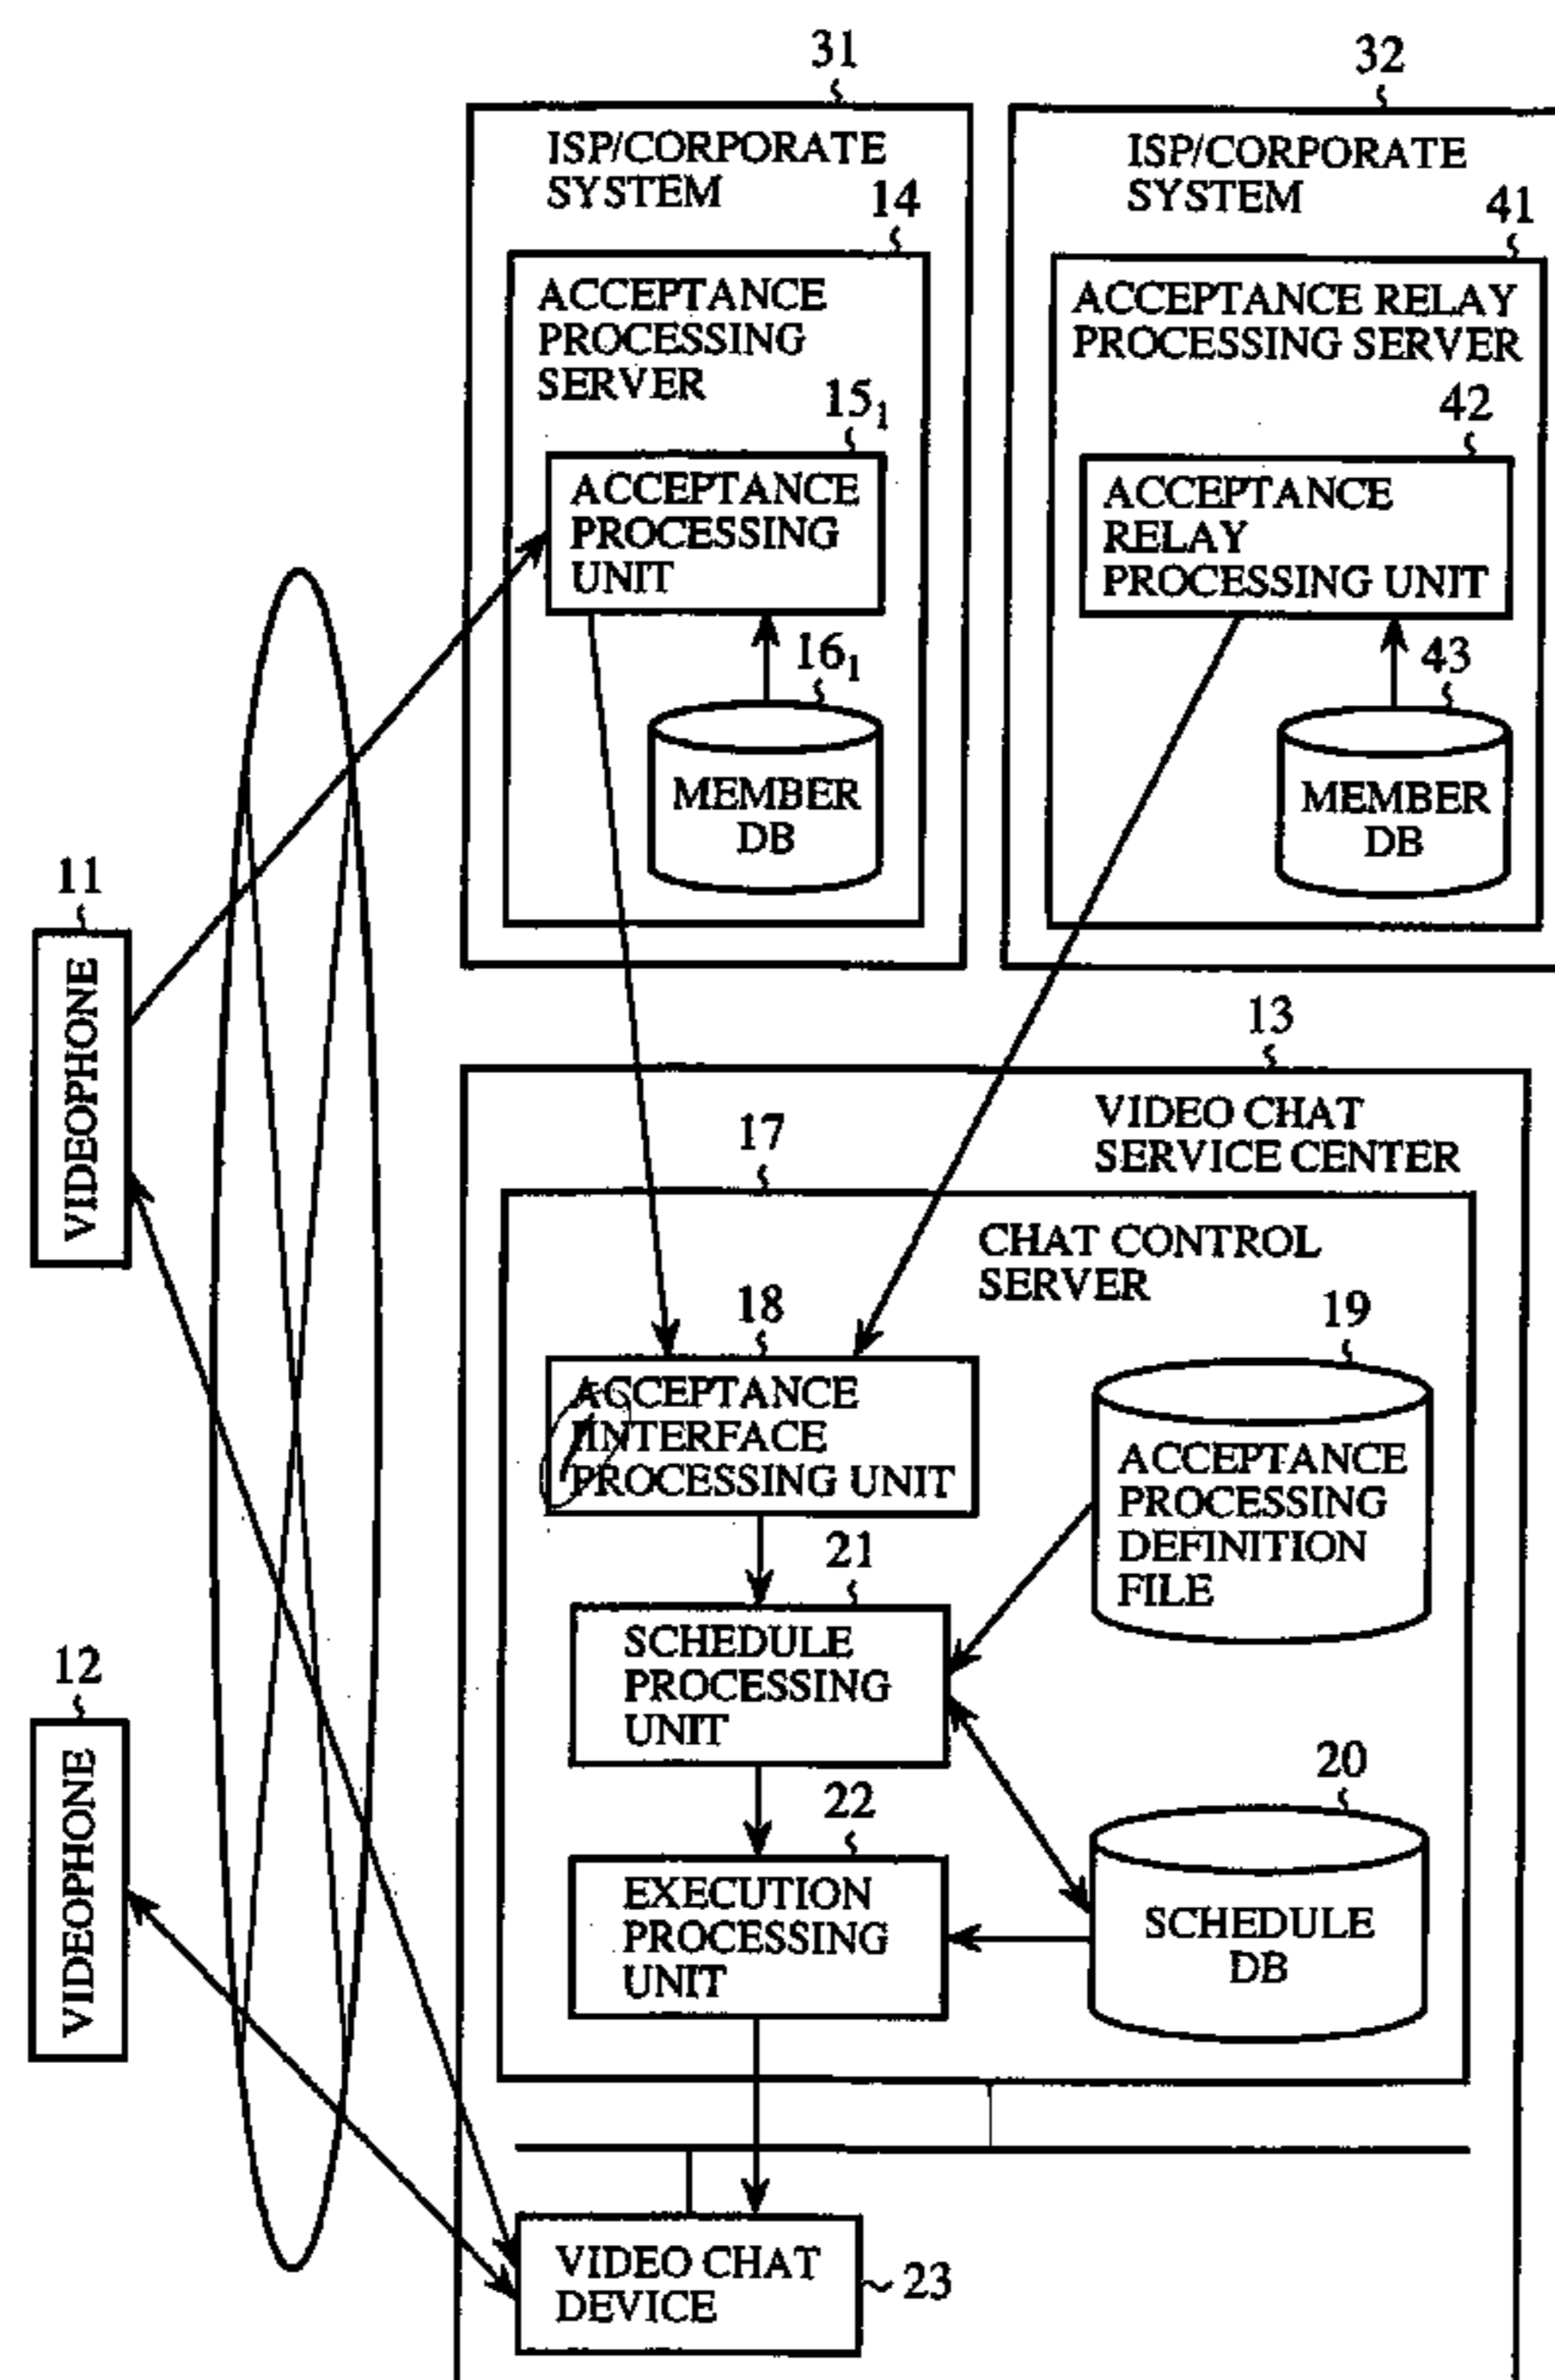 31
ISP/CORPORATE
SYSTEM
14
ACCEPTANCE
PROCESSING
SERVER
15₁
ACCEPTANCE
PROCESSING
UNIT
16₁
MEMBER
DB
32
ISP/CORPORATE
SYSTEM
41
ACCEPTANCE RELAY
PROCESSING SERVER
42
ACCEPTANCE
RELAY
PROCESSING UNIT
43
MEMBER
DB
11
VIDEOPHONE
12
VIDEOPHONE
13
VIDEO CHAT
SERVICE CENTER
17
CHAT CONTROL
SERVER
18
ACCEPTANCE
INTERFACE
PROCESSING UNIT
19
ACCEPTANCE
PROCESSING
DEFINITION
FILE
21
SCHEDULE
PROCESSING
UNIT
20
SCHEDULE
DB
22
EXECUTION
PROCESSING
UNIT
VIDEO CHAT
DEVICE
23